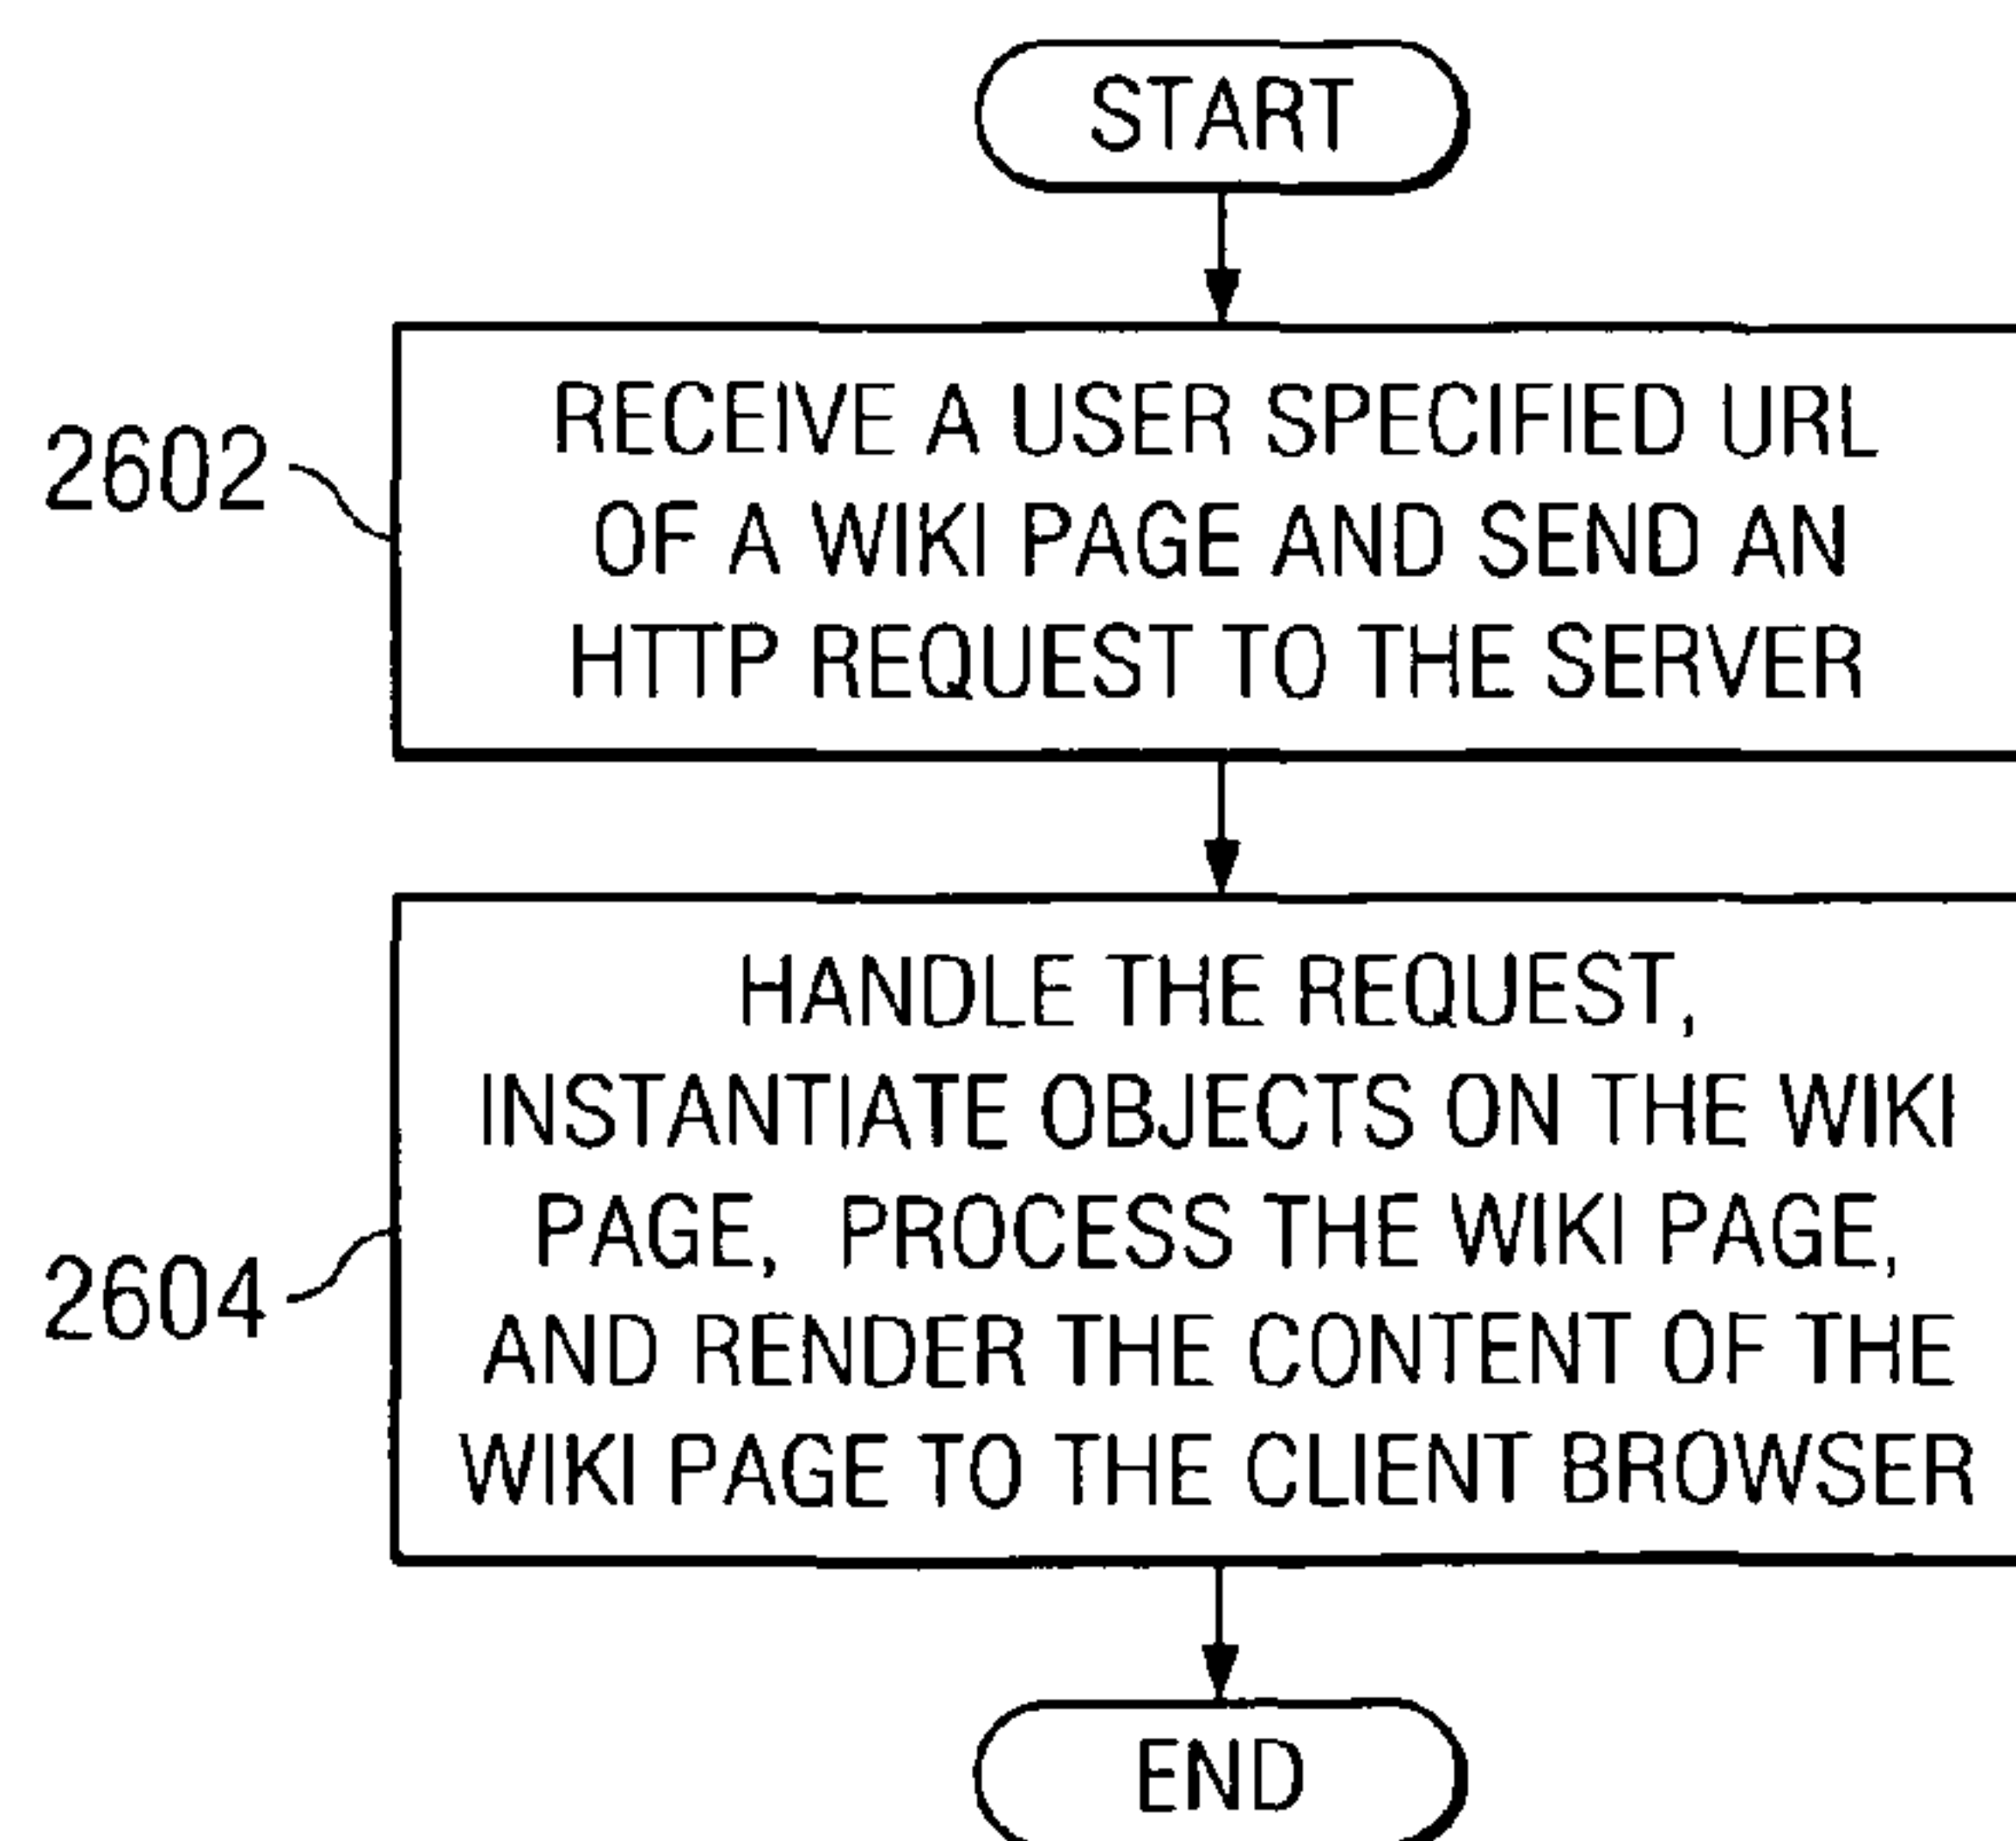 START
RECEIVE A USER SPECIFIED URL
OF A WIKI PAGE AND SEND AN
HTTP REQUEST TO THE SERVER
2602
HANDLE THE REQUEST,
INSTANTIATE OBJECTS ON THE WIKI
PAGE, PROCESS THE WIKI PAGE,
AND RENDER THE CONTENT OF THE
WIKI PAGE TO THE CLIENT BROWSER
2604
END